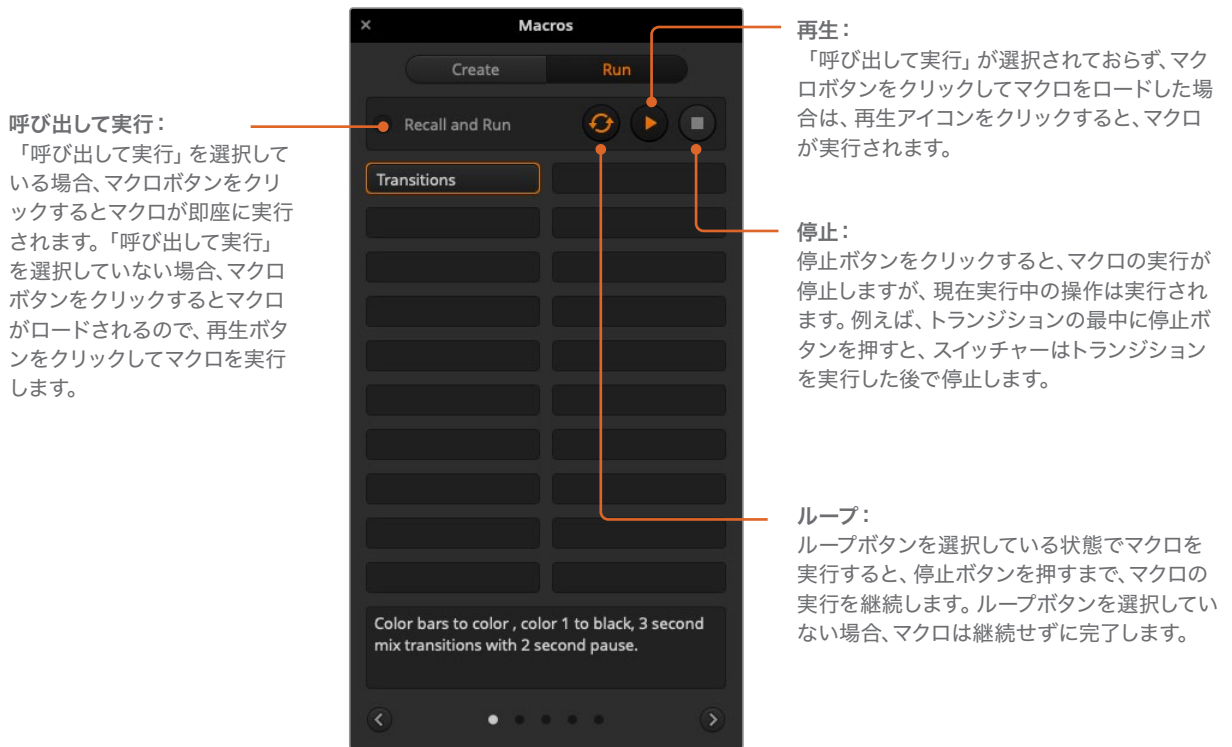 呼び出して実行：
「呼び出して実行」を選択して
いる場合、マクロボタンをクリ
ックするとマクロが即座に実行
されます。「呼び出して実行」
を選択していない場合、マクロ
ボタンをクリックするとマクロ
がロードされるので、再生ボタ
ンをクリックしてマクロを実行
します。
Macros
Create
Run
Recall and Run
Transitions
Color bars to color , color 1 to black, 3 second
mix transitions with 2 second pause.
再生：
「呼び出して実行」が選択されておらず、マク
ロボタンをクリックしてマクロをロードした場
合は、再生アイコンをクリックすると、マクロ
が実行されます。
停止：
停止ボタンをクリックすると、マクロの実行が
停止しますが、現在実行中の操作は実行され
ます。例えば、トランジションの最中に停止ボ
タンを押すと、スイッチャーはトランジション
を実行した後で停止します。
ループ：
ループボタンを選択している状態でマクロを
実行すると、停止ボタンを押すまで、マクロの
実行を継続します。ループボタンを選択してい
ない場合、マクロは継続せずに完了します。